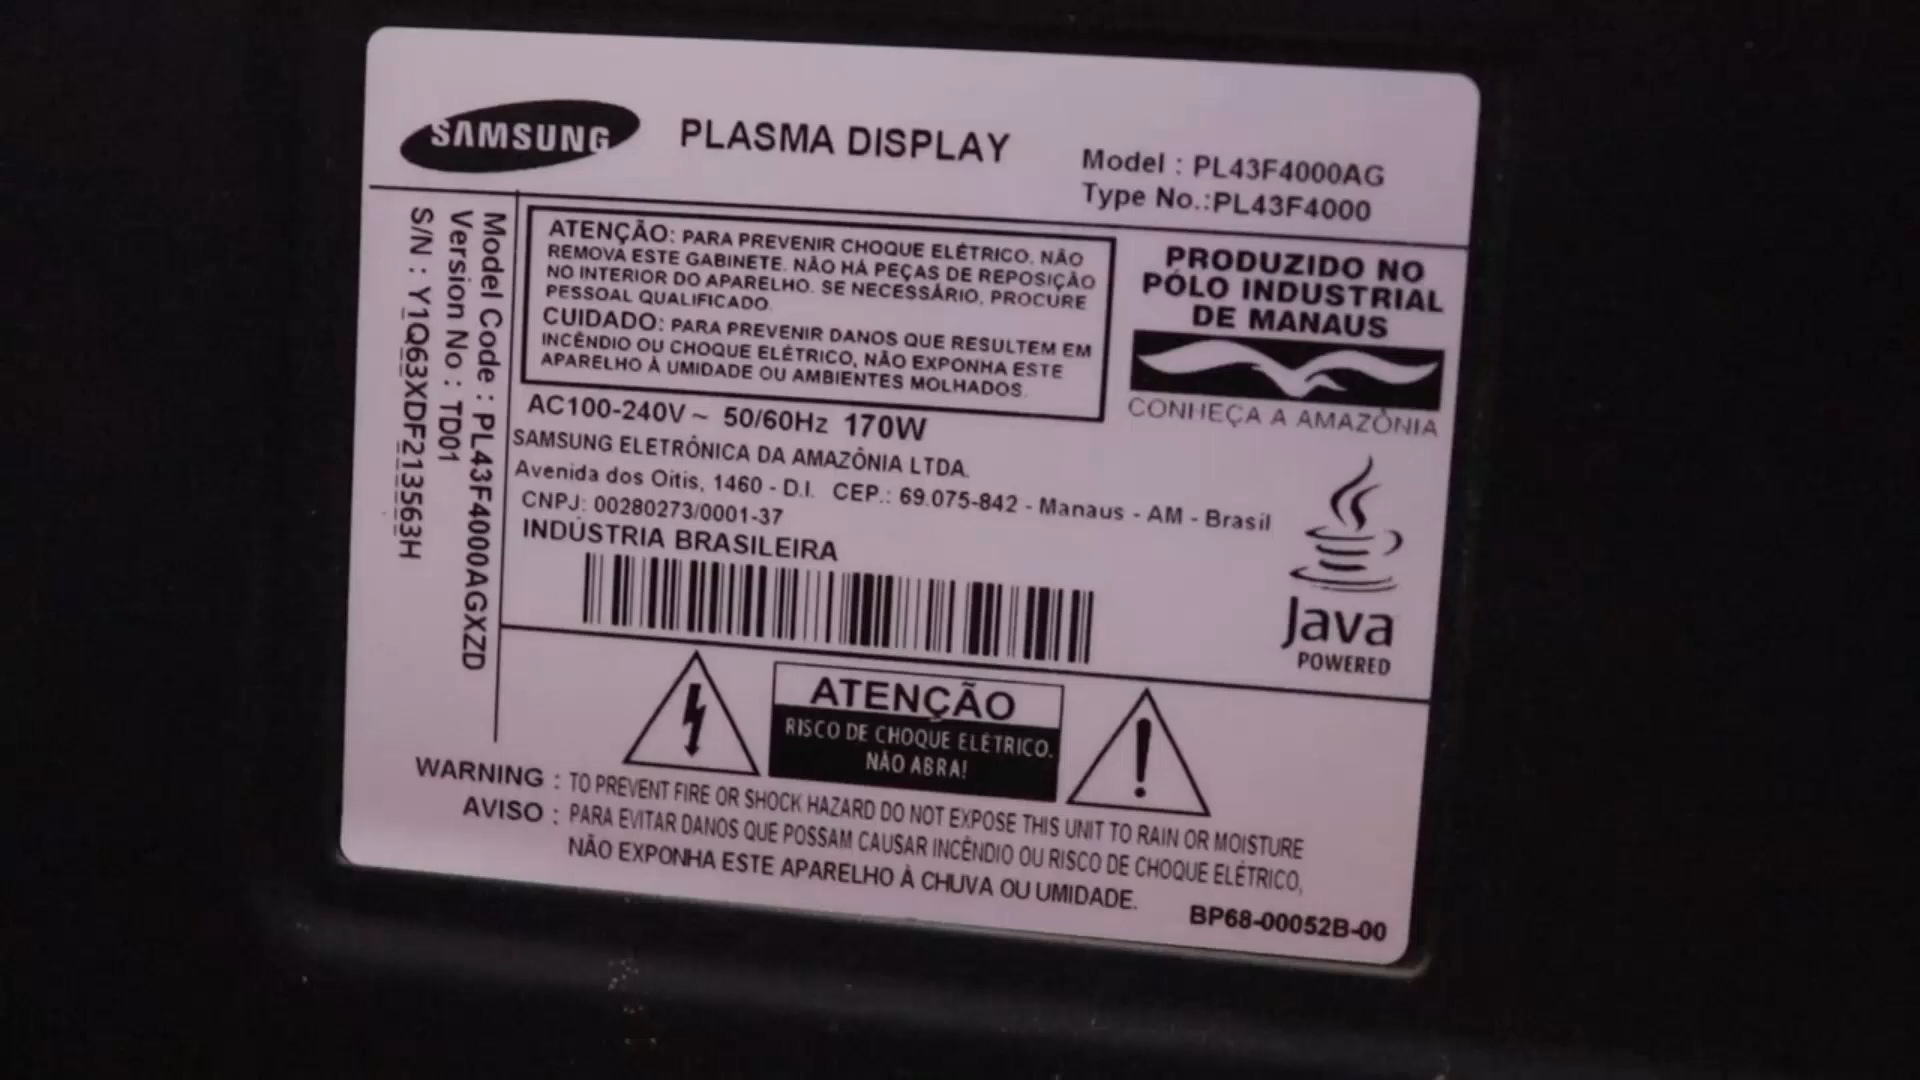 SAMSUNG
PLASMA DISPLAY
Model : PL43F4000AG
Type No.:PL43F4000
Model Code : PL43F4000AGXZD
Version No : TD01
S/N : Y1Q63XDF213563H
ATENÇÃO: PARA PREVENIR CHOQUE ELÉTRICO, NÃO
REMOVA ESTE GABINETE. NÃO HÁ PEÇAS DE REPOSIÇÃO
NO INTERIOR DO APARELHO. SE NECESSÁRIO, PROCURE
PESSOAL QUALIFICADO.
CUIDADO: PARA PREVENIR DANOS QUE RESULTEM EM
INCÊNDIO OU CHOQUE ELÉTRICO, NÃO EXPONHA ESTE
APARELHO À UMIDADE OU AMBIENTES MOLHADOS.
PRODUZIDO NO
PÓLO INDUSTRIAL
DE MANAUS
CONHEÇA A AMAZÔNIA
AC100-240V ~ 50/60Hz 170W
SAMSUNG ELETRÔNICA DA AMAZÔNIA LTDA.
Avenida dos Oitis, 1460 - D.I. CEP.: 69.075-842 - Manaus - AM - Brasil
CNPJ: 00280273/0001-37
INDÚSTRIA BRASILEIRA
Java
POWERED
ATENÇÃO
RISCO DE CHOQUE ELÉTRICO.
NÃO ABRA!
WARNING : TO PREVENT FIRE OR SHOCK HAZARD DO NOT EXPOSE THIS UNIT TO RAIN OR MOISTURE
AVISO : PARA EVITAR DANOS QUE POSSAM CAUSAR INCÊNDIO OU RISCO DE CHOQUE ELÉTRICO,
NÃO EXPONHA ESTE APARELHO À CHUVA OU UMIDADE.
BP68-00052B-00